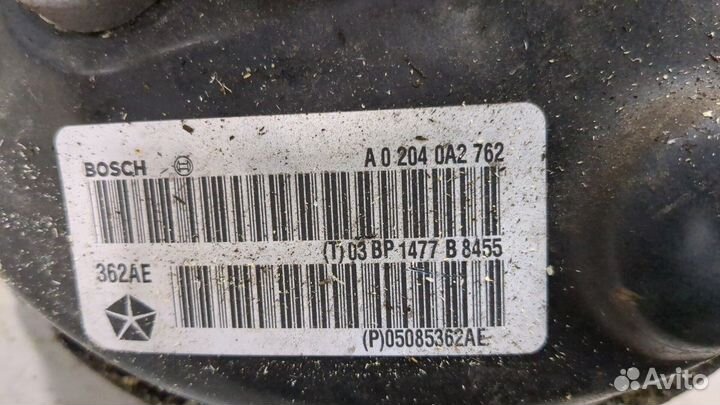 BOSCH A 0 204 0A2 762
(T) 03 BP 1477 B 8455
362AE
(P)05085362AE
Avito